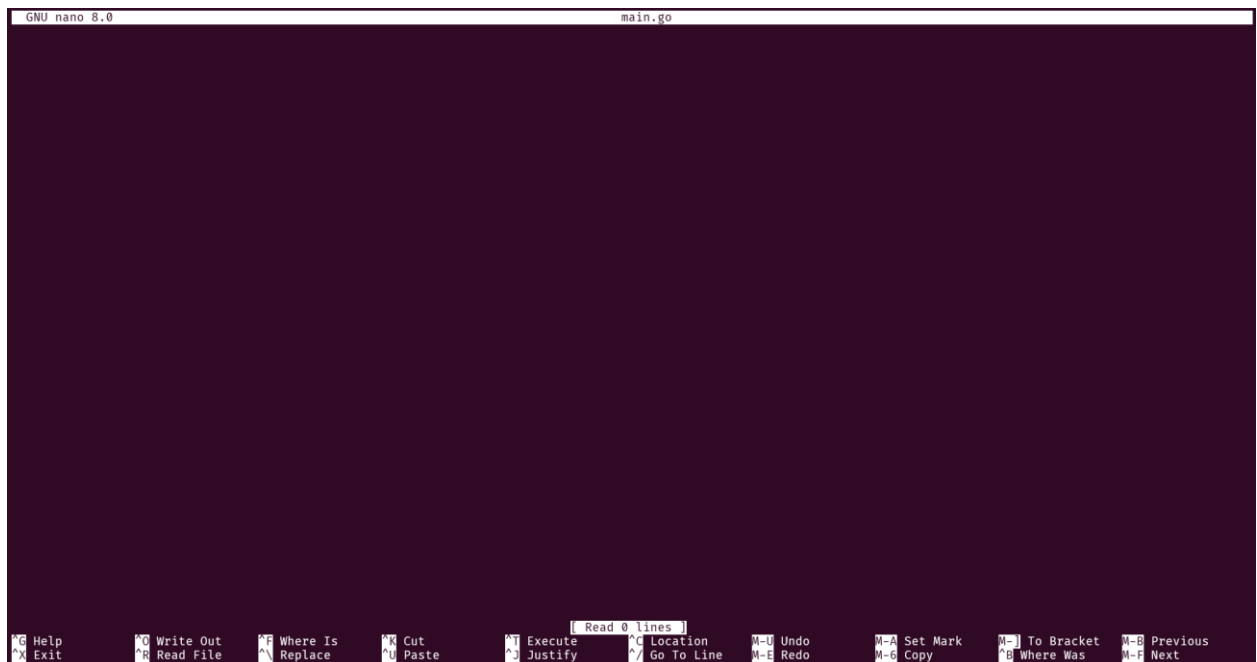 GNU nano 8.0 main.go
[ Read 0 lines ]
^G Help ^O Write Out ^F Where Is ^K Cut ^T Execute ^C Location M-U Undo M-A Set Mark M-] To Bracket M-B Previous
^X Exit ^R Read File ^\ Replace ^U Paste ^J Justify ^/ Go To Line M-E Redo M-6 Copy ^B Where Was M-F Next